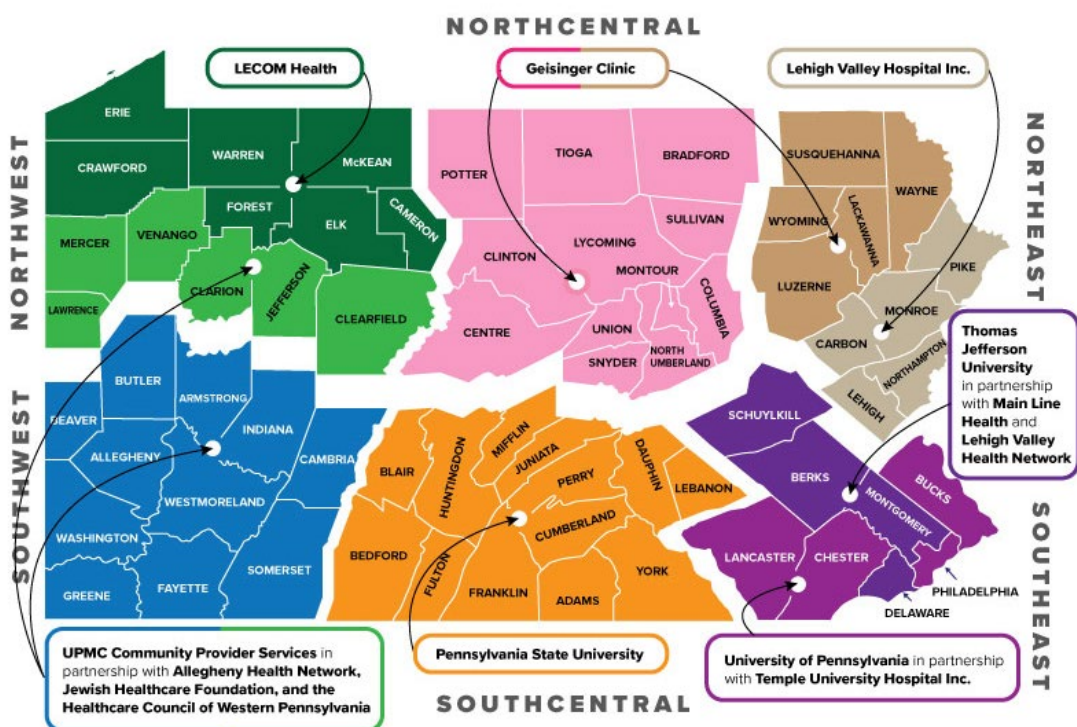 NORTHCENTRAL
LECOM Health
Geisinger Clinic
Lehigh Valley Hospital Inc.
NORTHWEST
NORTHEAST
ERIE
CRAWFORD
WARREN
McKEAN
FOREST
ELK
CAMERON
MERCER
VENANGO
LAWRENCE
CLARION
JEFFERSON
CLEARFIELD
POTTER
TIOGA
BRADFORD
SULLIVAN
CLINTON
LYCOMING
MONTOUR
COLUMBIA
CENTRE
UNION
SNYDER
NORTH
UMBERLAND
SUSQUEHANNA
WAYNE
WYOMING
LACKAWANNA
LUZERNE
PIKE
MONROE
CARBON
NORTHAMPTON
LEHIGH
Thomas
Jefferson
University
in partnership
with Main Line
Health and
Lehigh Valley
Health Network
SOUTHWEST
SOUTHEAST
BUTLER
ARMSTRONG
BEAVER
INDIANA
ALLEGHENY
CAMBRIA
WESTMORELAND
WASHINGTON
SOMERSET
FAYETTE
GREENE
BLAIR
HUNTINGDON
MIFFLIN
JUNIATA
PERRY
DAUPHIN
LEBANON
CUMBERLAND
BEDFORD
FULTON
FRANKLIN
ADAMS
YORK
SCHUYLKILL
BERKS
MONTGOMERY
BUCKS
LANCASTER
CHESTER
PHILADELPHIA
DELAWARE
UPMC Community Provider Services in
partnership with Allegheny Health Network,
Jewish Healthcare Foundation, and the
Healthcare Council of Western Pennsylvania
Pennsylvania State University
University of Pennsylvania in partnership
with Temple University Hospital Inc.
SOUTHCENTRAL